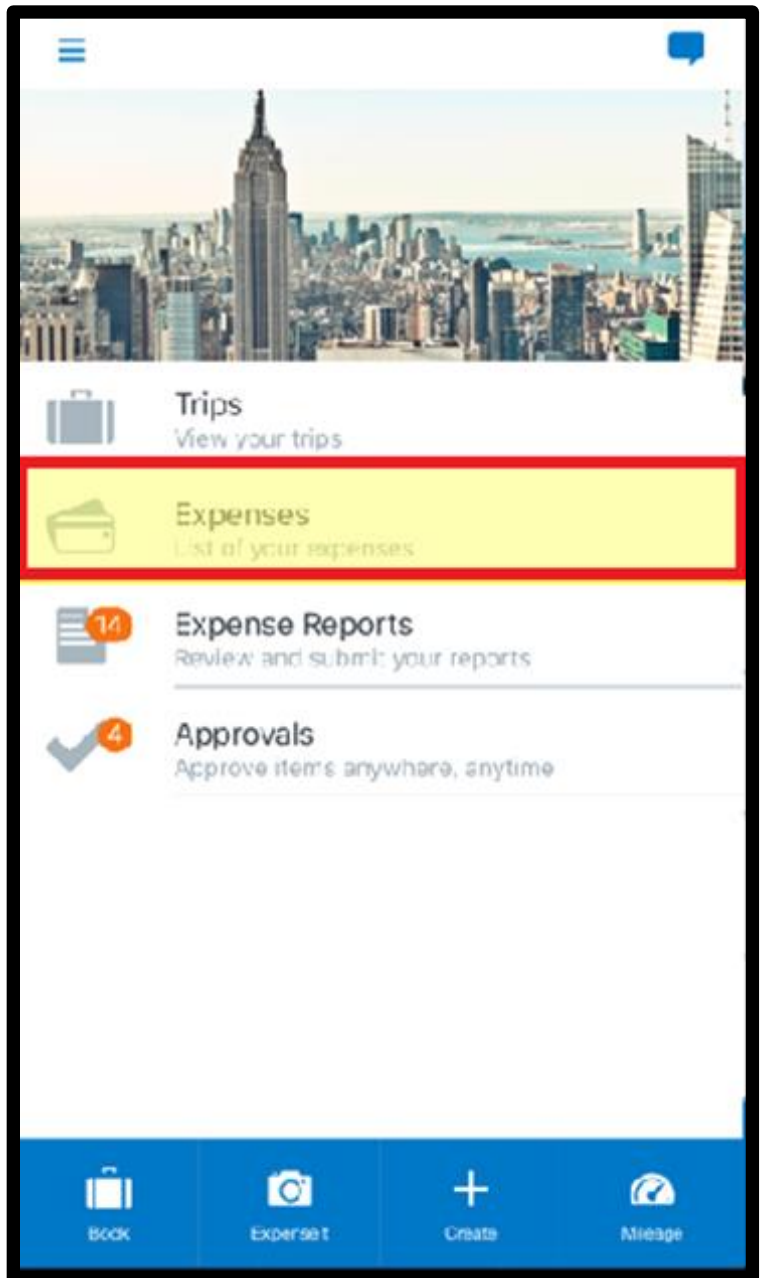 Trips
View your trips
Expenses
List of your expenses
14
Expense Reports
Review and submit your reports
4
Approvals
Approve items anywhere, anytime
Book
ExpenseIt
Create
Mileage